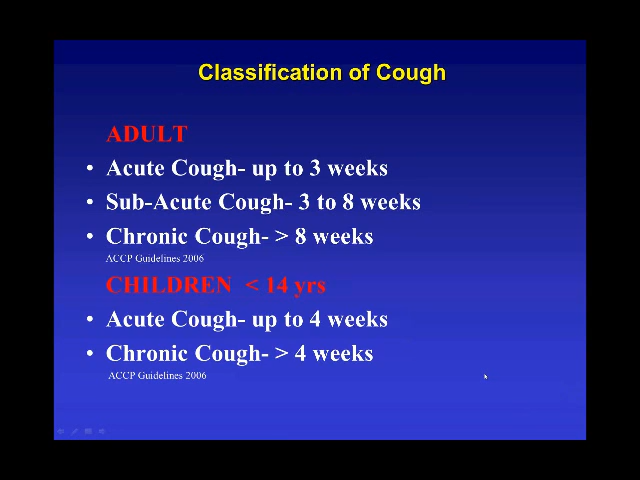 Classification of Cough
ADULT
• Acute Cough- up to 3 weeks
• Sub-Acute Cough- 3 to 8 weeks
• Chronic Cough- > 8 weeks
ACCP Guidelines 2006
CHILDREN < 14 yrs
• Acute Cough- up to 4 weeks
• Chronic Cough- > 4 weeks
ACCP Guidelines 2006